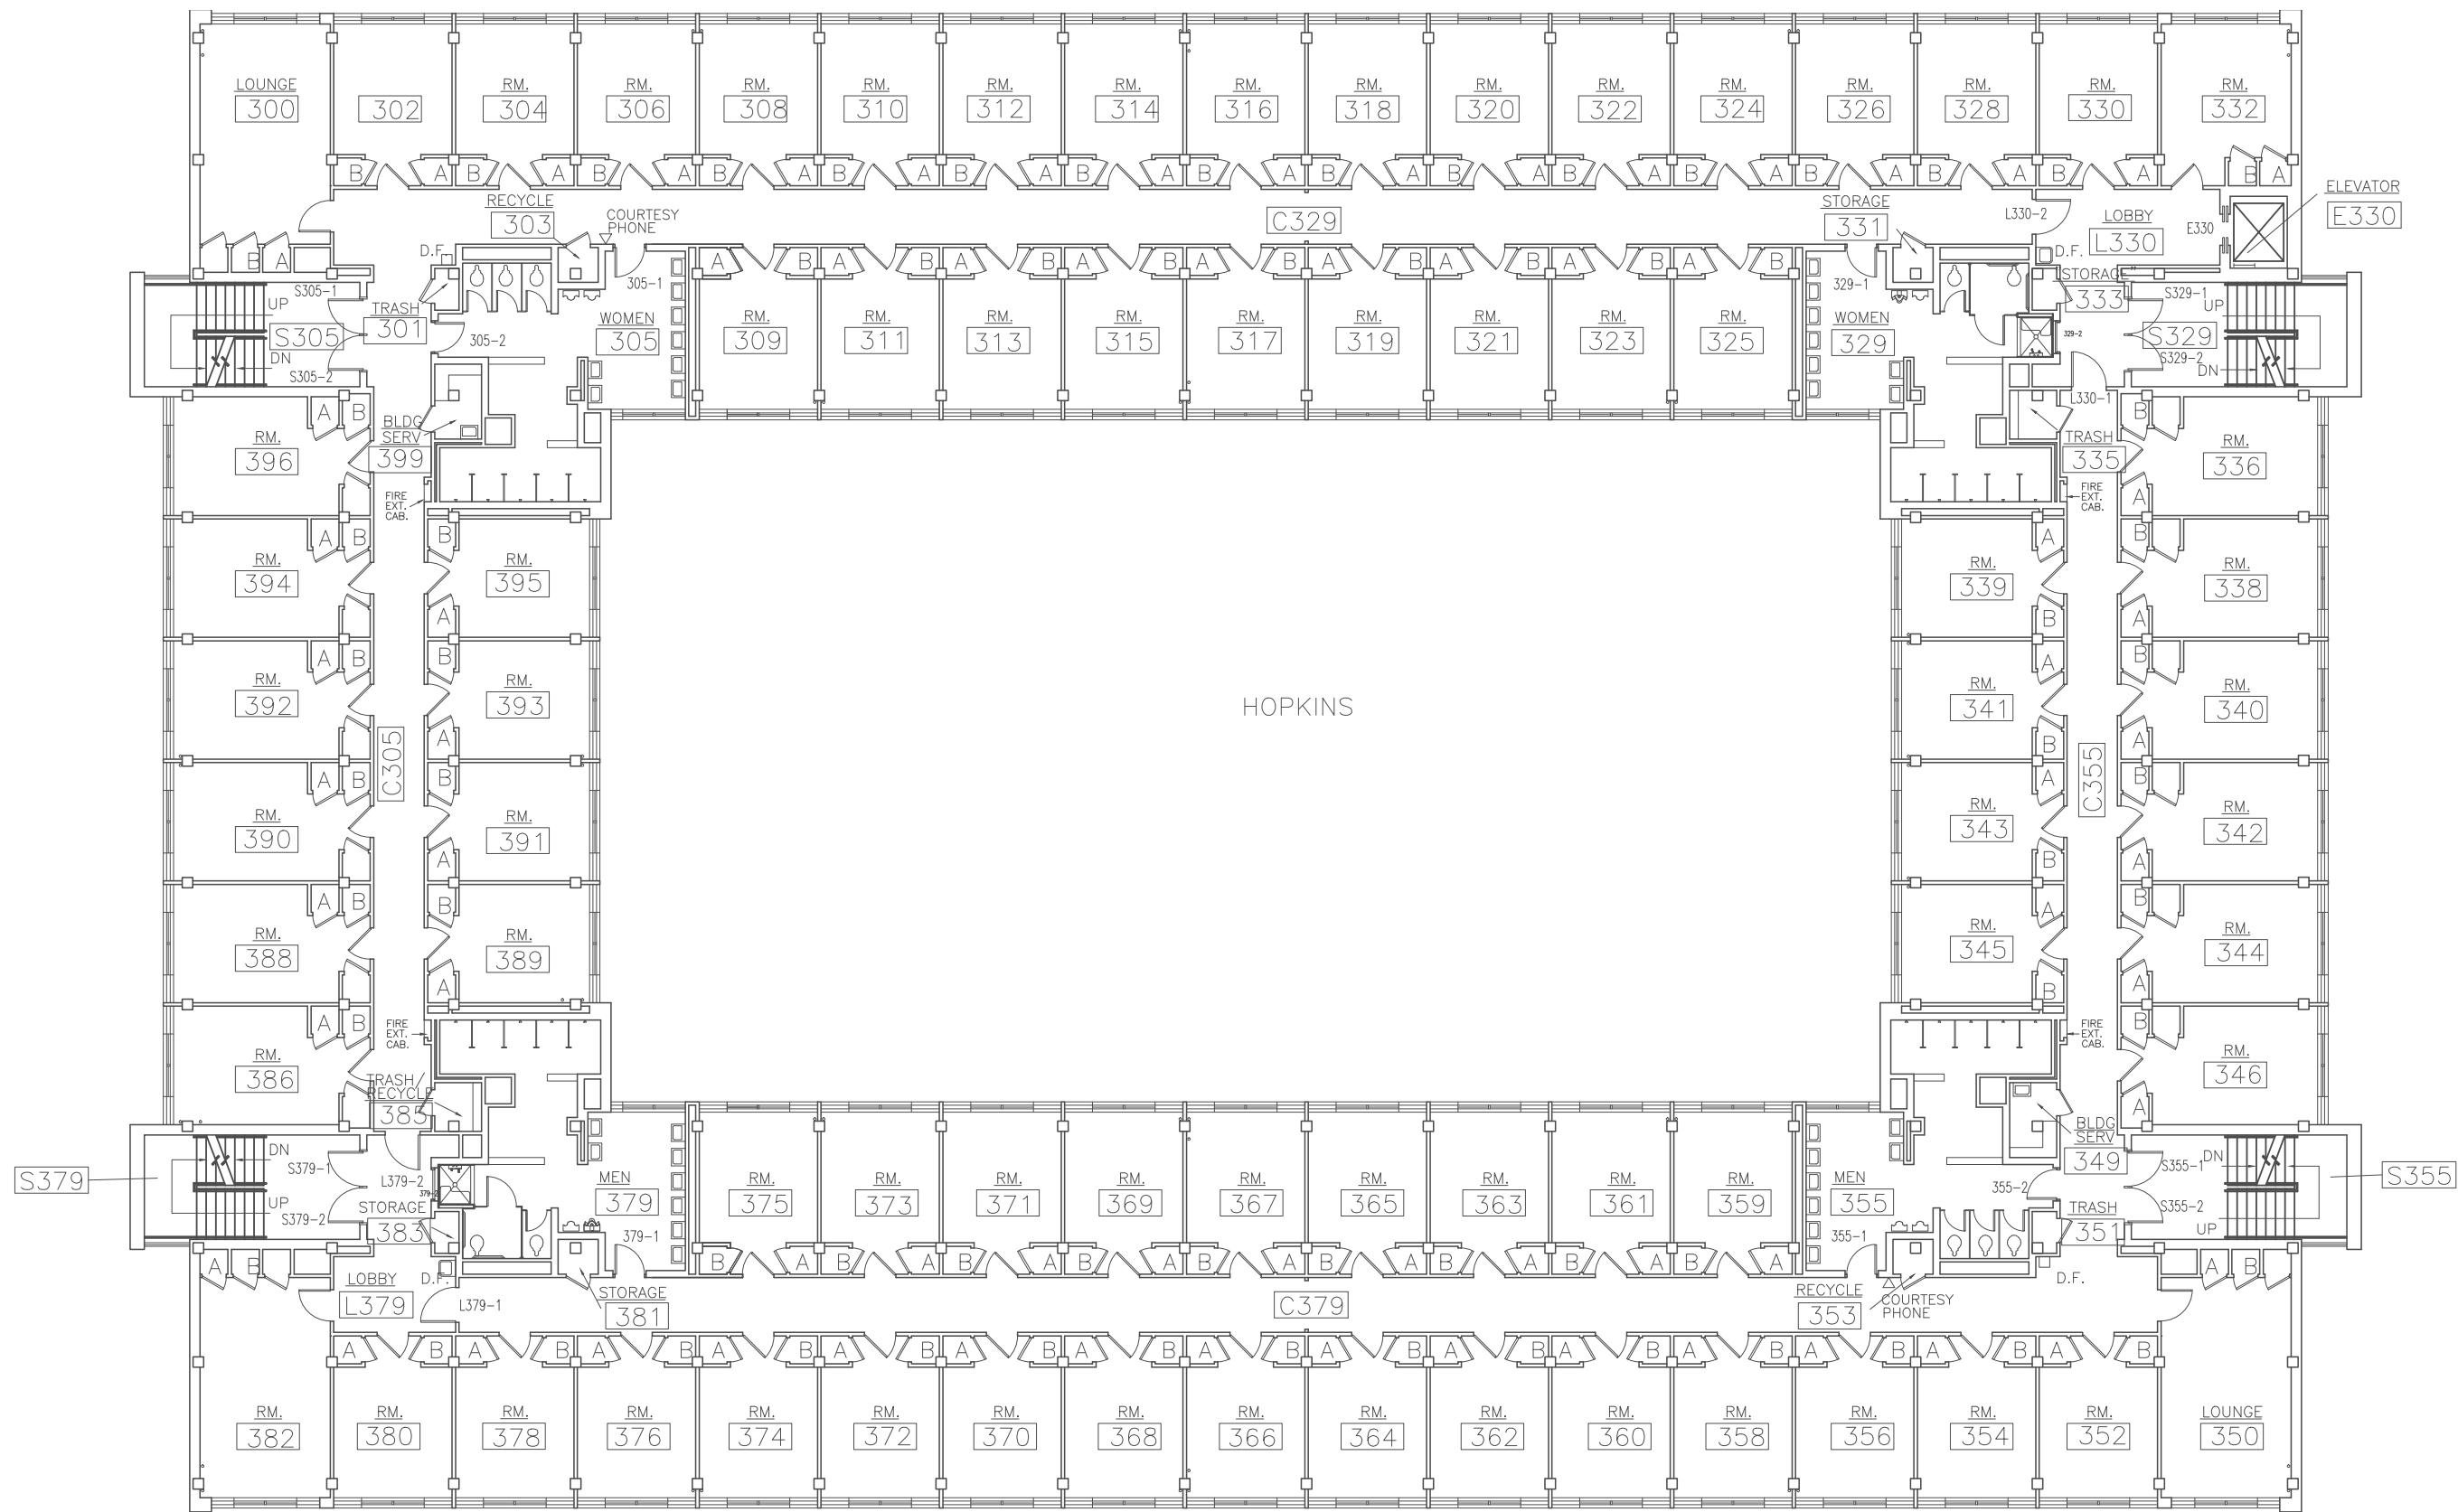 LOUNGE
300
302
RM.
304
RM.
306
RM.
308
RM.
310
RM.
312
RM.
314
RM.
316
RM.
318
RM.
320
RM.
322
RM.
324
RM.
326
RM.
328
RM.
330
RM.
332
B A B A B A B A B A B A B A B A B A B A B A B A B A B A B A B A
RECYCLE
303
COURTESY
PHONE
C329
STORAGE
331
L330-2
LOBBY
L330
E330
ELEVATOR
E330
B A
D.F.
305-1
A B A B A B A B A B A B A B A B A B
329-1
D.F.
STORAGE
333
S305-1
UP
TRASH
301
S305
DN
S305-2
305-2
WOMEN
305
RM.
309
RM.
311
RM.
313
RM.
315
RM.
317
RM.
319
RM.
321
RM.
323
RM.
325
WOMEN
329
329-2
S329-1
UP
S329
S329-2
DN
L330-1
BLDG
SERV
399
TRASH
335
A B
RM.
396
FIRE
EXT.
CAB.
FIRE
EXT.
CAB.
B
A
RM.
336
A B
RM.
394
B
A
RM.
395
A
B
RM.
339
B
A
RM.
338
A B
RM.
392
B
A
RM.
393
A
B
RM.
341
B
A
RM.
340
HOPKINS
C305
C355
A B
RM.
390
B
A
RM.
391
A
B
RM.
343
B
A
RM.
342
A B
RM.
388
B
A
RM.
389
A
B
RM.
345
B
A
RM.
344
A B
RM.
386
FIRE
EXT.
CAB.
FIRE
EXT.
CAB.
B
A
RM.
346
TRASH
RECYCLE
385
BLDG
SERV
349
S379
DN
S379-1
UP
S379-2
L379-2
379-2
STORAGE
383
MEN
379
379-1
RM.
375
RM.
373
RM.
371
RM.
369
RM.
367
RM.
365
RM.
363
RM.
361
RM.
359
MEN
355
355-1
355-2
S355-1
DN
S355-2
UP
S355
TRASH
351
A B
B A B A B A B A B A B A B A B A B A
A B
LOBBY
L379
D.F.
L379-1
STORAGE
381
C379
RECYCLE
353
COURTESY
PHONE
D.F.
A B A B A B A B A B A B A B A B A B A B A B A B A B A B A B
RM.
382
RM.
380
RM.
378
RM.
376
RM.
374
RM.
372
RM.
370
RM.
368
RM.
366
RM.
364
RM.
362
RM.
360
RM.
358
RM.
356
RM.
354
RM.
352
LOUNGE
350